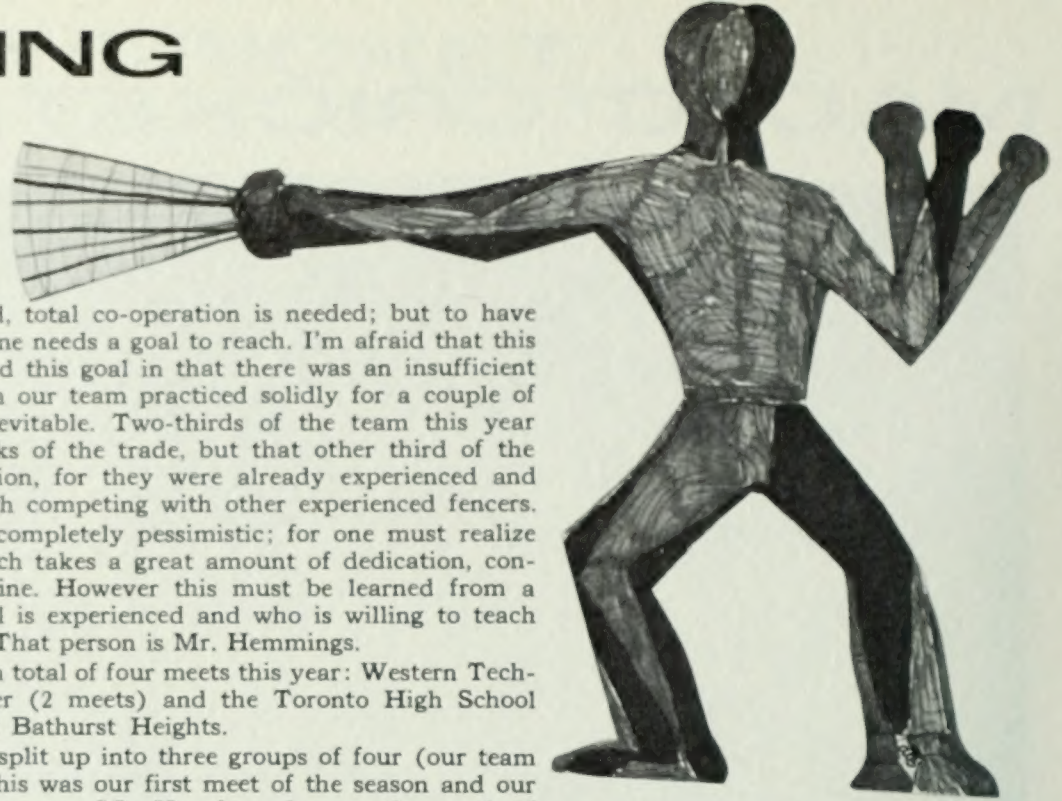 ING
, total co-operation is needed; but to have
ne needs a goal to reach. I'm afraid that this
d this goal in that there was an insufficient
our team practiced solidly for a couple of
evitable. Two-thirds of the team this year
ks of the trade, but that other third of the
ion, for they were already experienced and
h competing with other experienced fencers.
completely pessimistic; for one must realize
ch takes a great amount of dedication, con-
ine. However this must be learned from a
l is experienced and who is willing to teach
That person is Mr. Hemmings.
total of four meets this year: Western Tech-
er (2 meets) and the Toronto High School
Bathurst Heights.
split up into three groups of four (our team
his was our first meet of the season and our